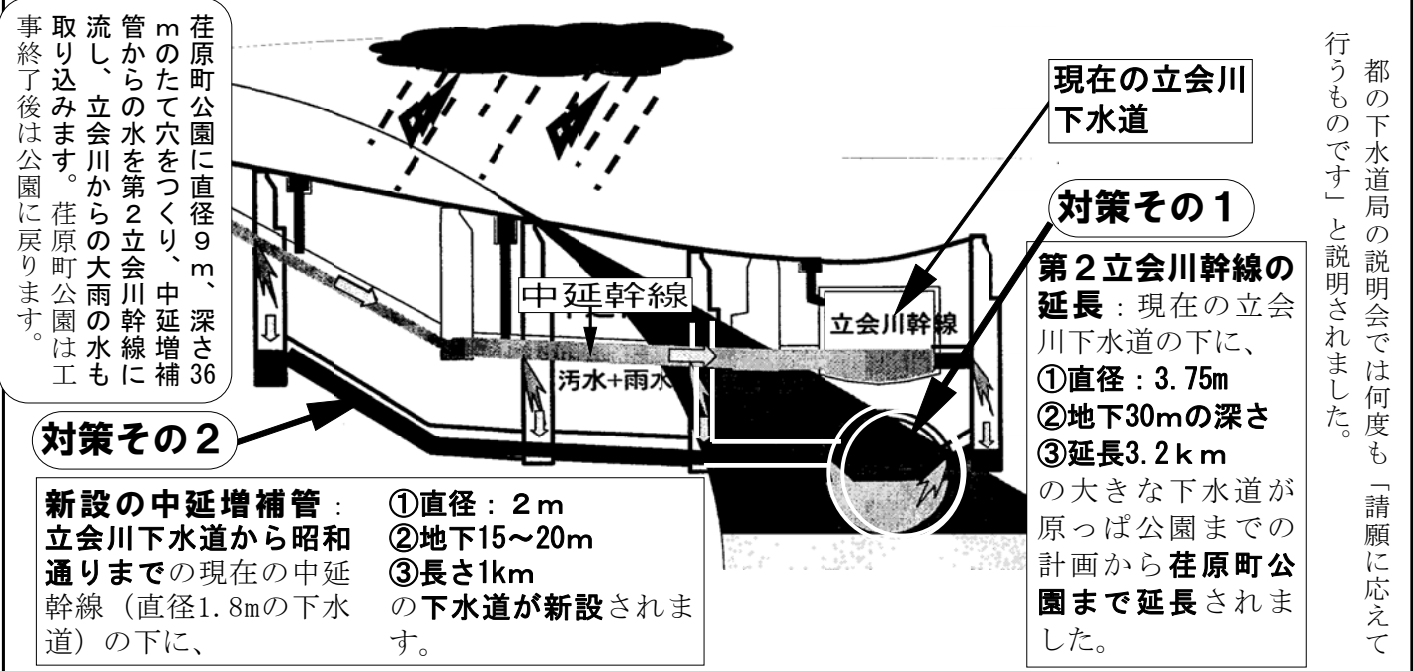 都の下水道局の説明会では何度も「請願に応えて
行うものです」と説明されました。
荏原町公園に直径９ｍ、深さ36
ｍのたて穴をつくり、中延増補
管からの水を第２立会川幹線に
流し、立会川からの大雨の水も
取り込みます。荏原町公園は工
事終了後は公園に戻ります。
現在の立会川
下水道
対策その１
第２立会川幹線の
延長：現在の立会
川下水道の下に、
①直径：3.75m
②地下30mの深さ
③延長3.2ｋｍ
の大きな下水道が
原っぱ公園までの
計画から荏原町公
園まで延長されま
した。
中延幹線
立会川幹線
汚水+雨水
対策その２
新設の中延増補管：
立会川下水道から昭和
通りまでの現在の中延
幹線（直径1.8mの下水
道）の下に、
①直径：２ｍ
②地下15～20m
③長さ1km
の下水道が新設されま
す。